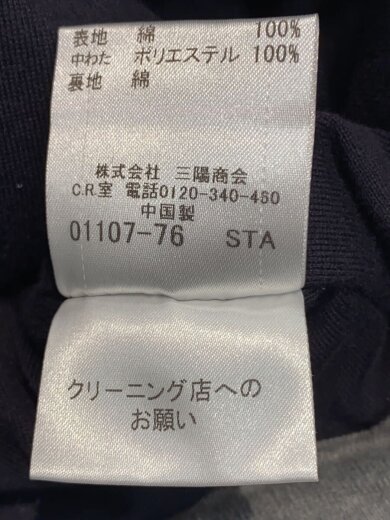 表地 綿 100%
中わた ポリエステル 100%
裏地 綿
株式会社 三陽商会
C.R.室 電話0120-340-460
中国製
01107-76 STA
クリーニング店への
お願い